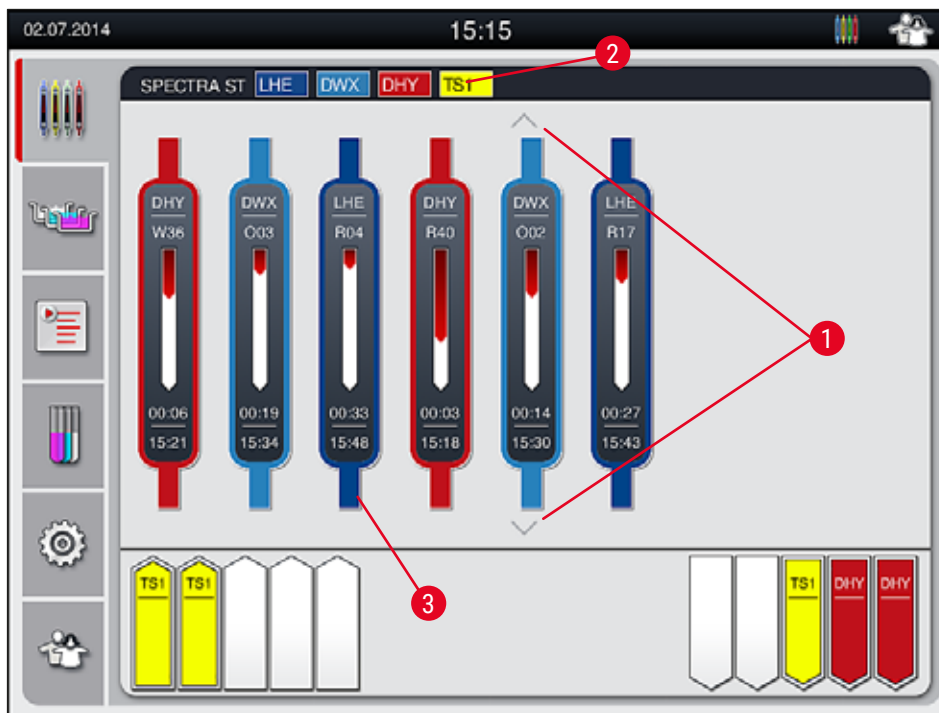 02.07.2014 15:15
2
SPECTRA ST LHE DWX DHY TS1
DHY DWX LHE DHY DWX LHE
W36 O03 R04 R40 O02 R17
1
00:06 00:19 00:33 00:03 00:14 00:27
15:21 15:34 15:48 15:18 15:30 15:43
TS1 TS1 TS1 DHY DHY
3